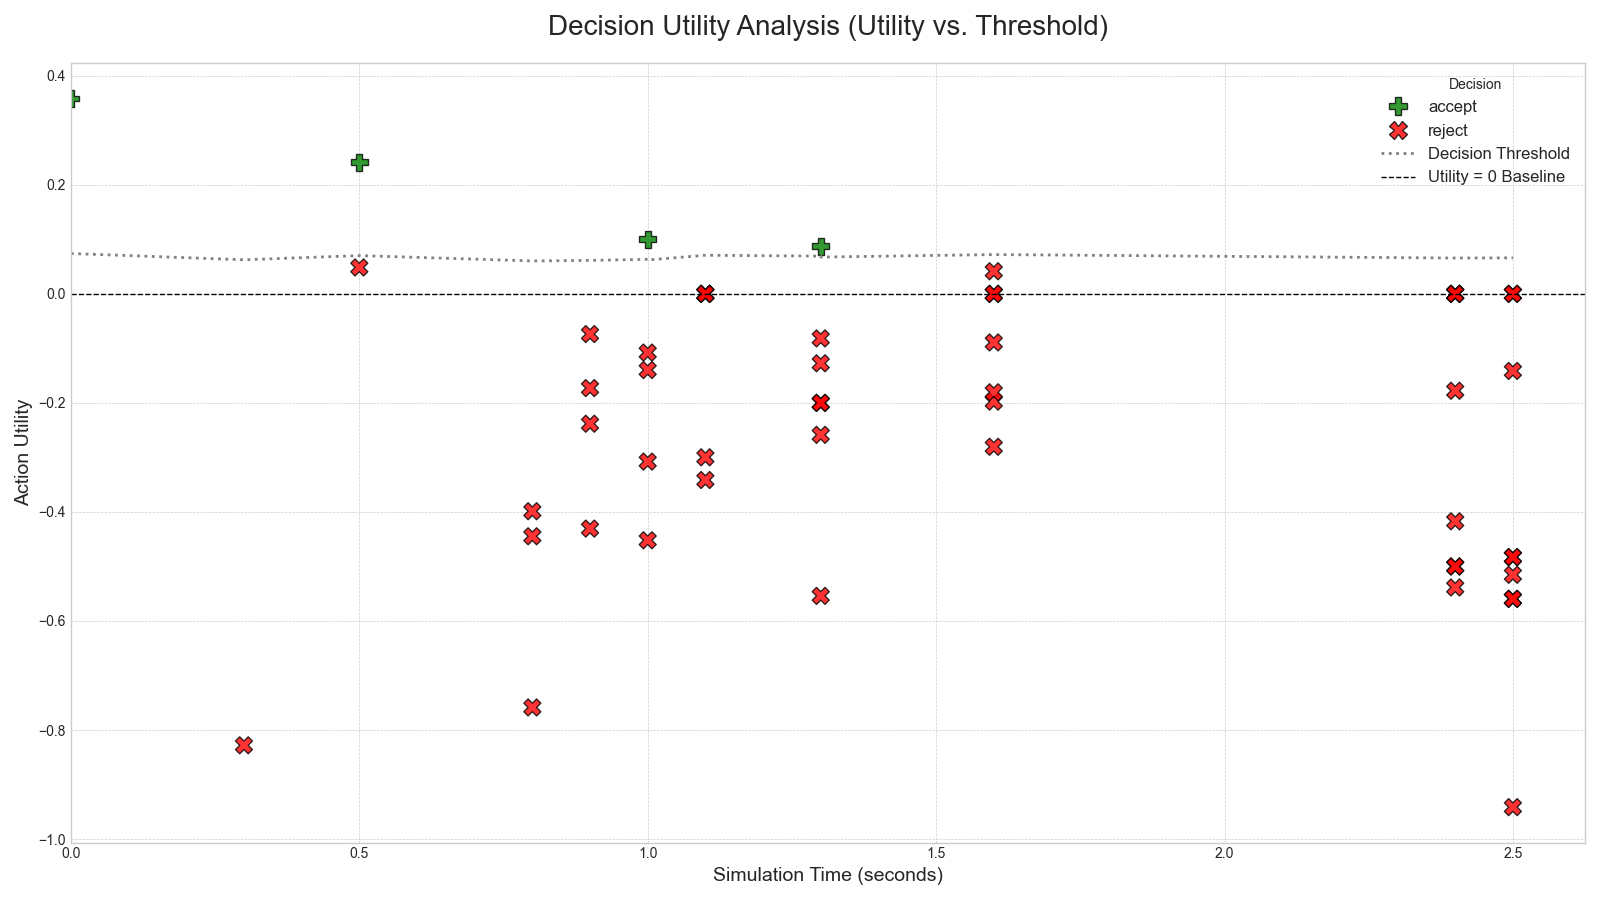 Decision Utility Analysis (Utility vs. Threshold)
Decision
accept
reject
Decision Threshold
Utility = 0 Baseline
Action Utility
0.4
0.2
0.0
−0.2
−0.4
−0.6
−0.8
−1.0
0.0 0.5 1.0 1.5 2.0 2.5
Simulation Time (seconds)